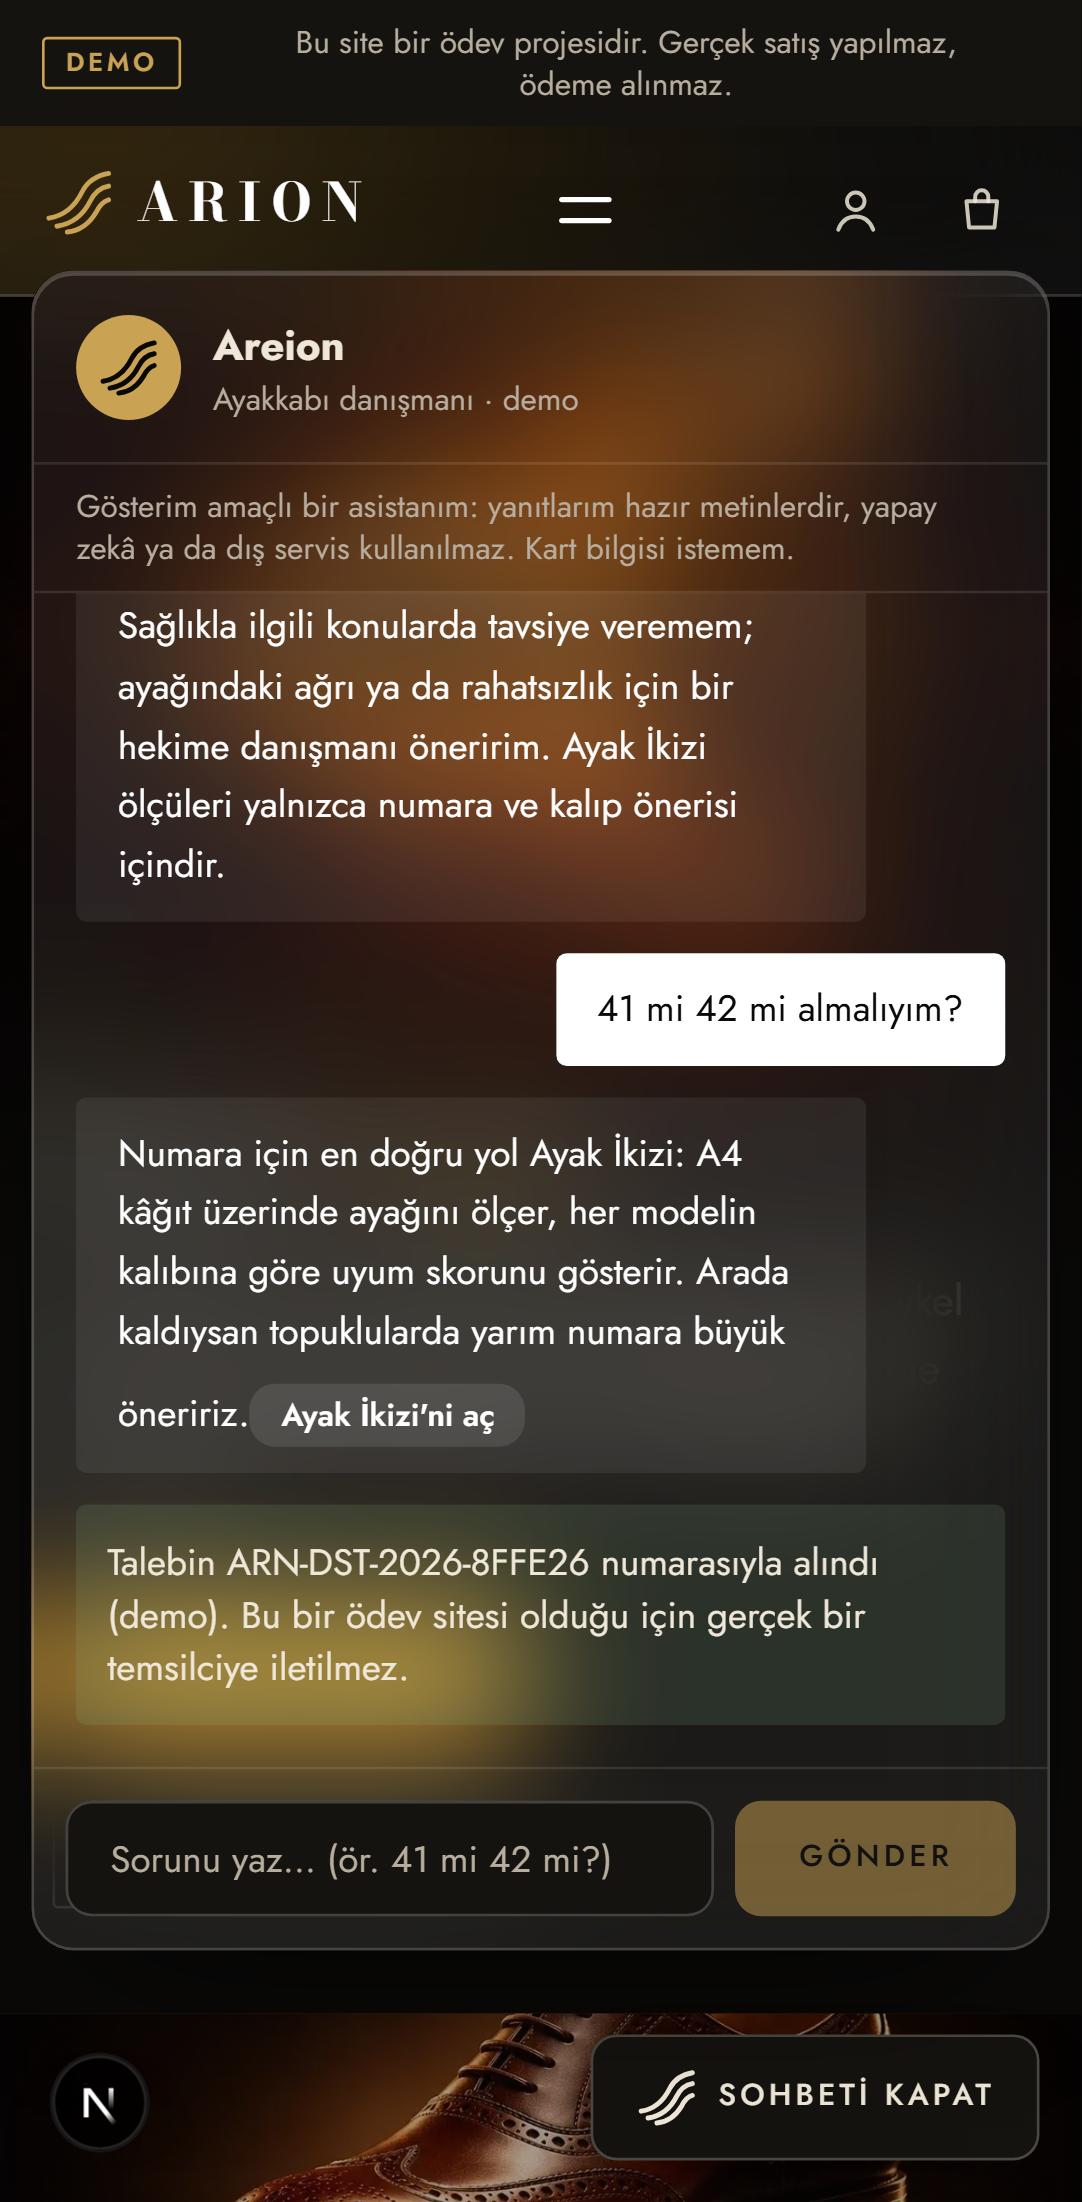 DEMO
Bu site bir ödev projesidir. Gerçek satış yapılmaz,
ödeme alınmaz.
ARION
Areion
Ayakkabı danışmanı · demo
Gösterim amaçlı bir asistanım: yanıtlarım hazır metinlerdir, yapay
zekâ ya da dış servis kullanılmaz. Kart bilgisi istemem.
Sağlıkla ilgili konularda tavsiye veremem;
ayağındaki ağrı ya da rahatsızlık için bir
hekime danışmanı öneririm. Ayak İkizi
ölçüleri yalnızca numara ve kalıp önerisi
içindir.
41 mi 42 mi almalıyım?
Numara için en doğru yol Ayak İkizi: A4
kâğıt üzerinde ayağını ölçer, her modelin
kalıbına göre uyum skorunu gösterir. Arada
kaldıysan topuklularda yarım numara büyük
öneririz. Ayak İkizi'ni aç
Talebin ARN-DST-2026-8FFE26 numarasıyla alındı
(demo). Bu bir ödev sitesi olduğu için gerçek bir
temsilciye iletilmez.
Sorunu yaz... (ör. 41 mi 42 mi?)
GÖNDER
N
SOHBETİ KAPAT